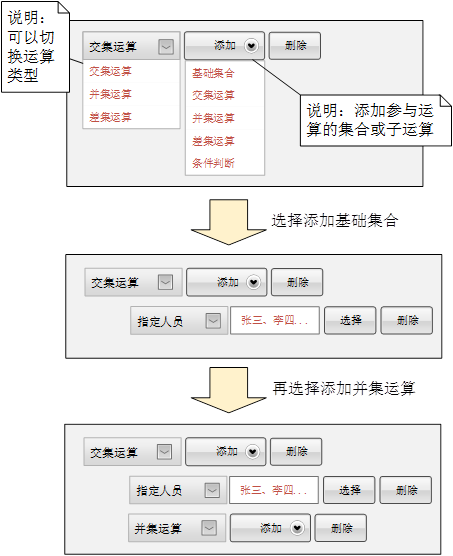 说明：
可以切
换运算
类型
交集运算 添加 删除
交集运算
并集运算
差集运算
基础集合
交集运算
并集运算
差集运算
条件判断
说明：添加参与运
算的集合或子运算
选择添加基础集合
交集运算 添加 删除
指定人员 张三、李四... 选择 删除
再选择添加并集运算
交集运算 添加 删除
指定人员 张三、李四... 选择 删除
并集运算 添加 删除